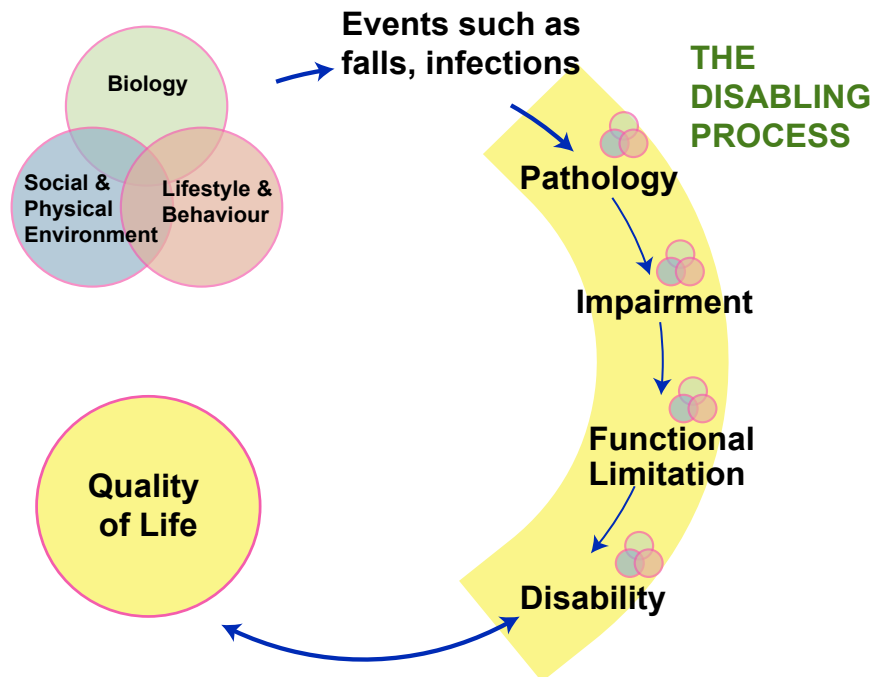 Events such as
falls, infections
THE
DISABLING
PROCESS
Biology
Social &
Physical
Environment
Lifestyle &
Behaviour
Pathology
Impairment
Functional
Limitation
Disability
Quality
of Life